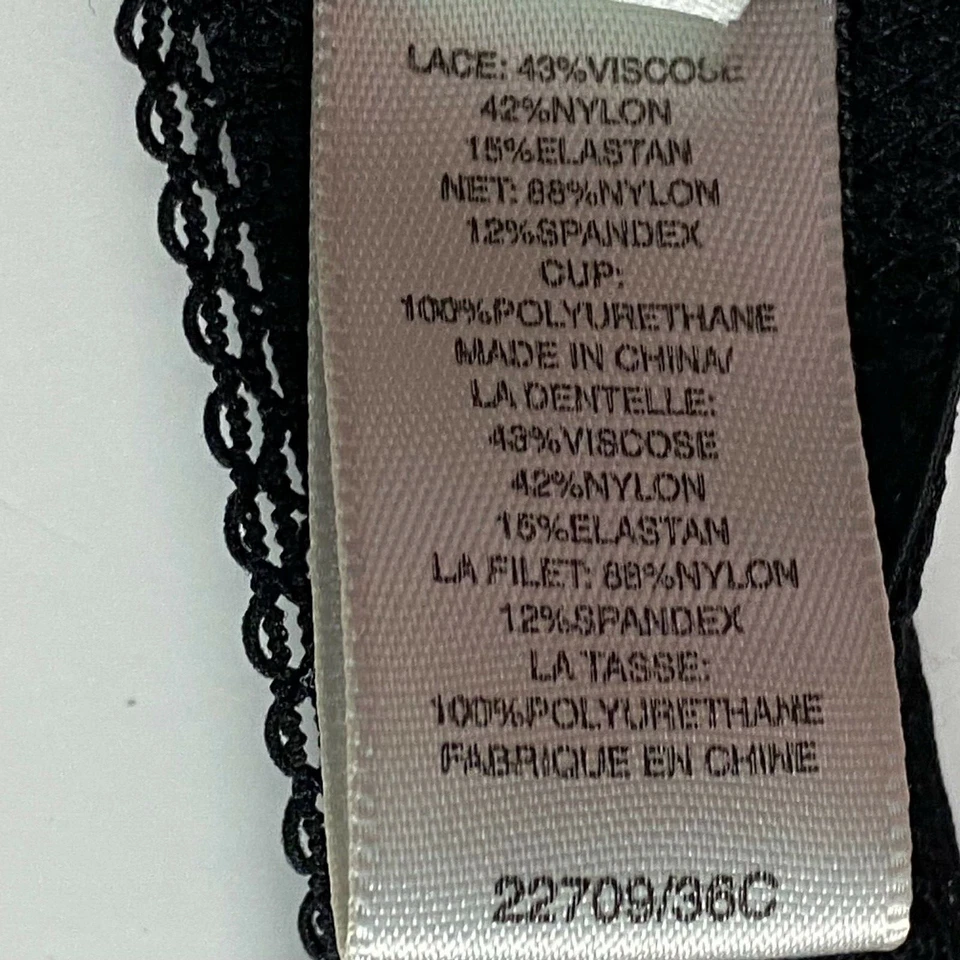 LACE: 43%VISCOSE
42%NYLON
15%ELASTAN
NET: 88%NYLON
12%SPANDEX
CUP:
100%POLYURETHANE
MADE IN CHINA/
LA DENTELLE:
43%VISCOSE
42%NYLON
15%ELASTAN
LA FILET: 88%NYLON
12%SPANDEX
LA TASSE:
100%POLYURETHANE
FABRIQUE EN CHINE
22709/36C